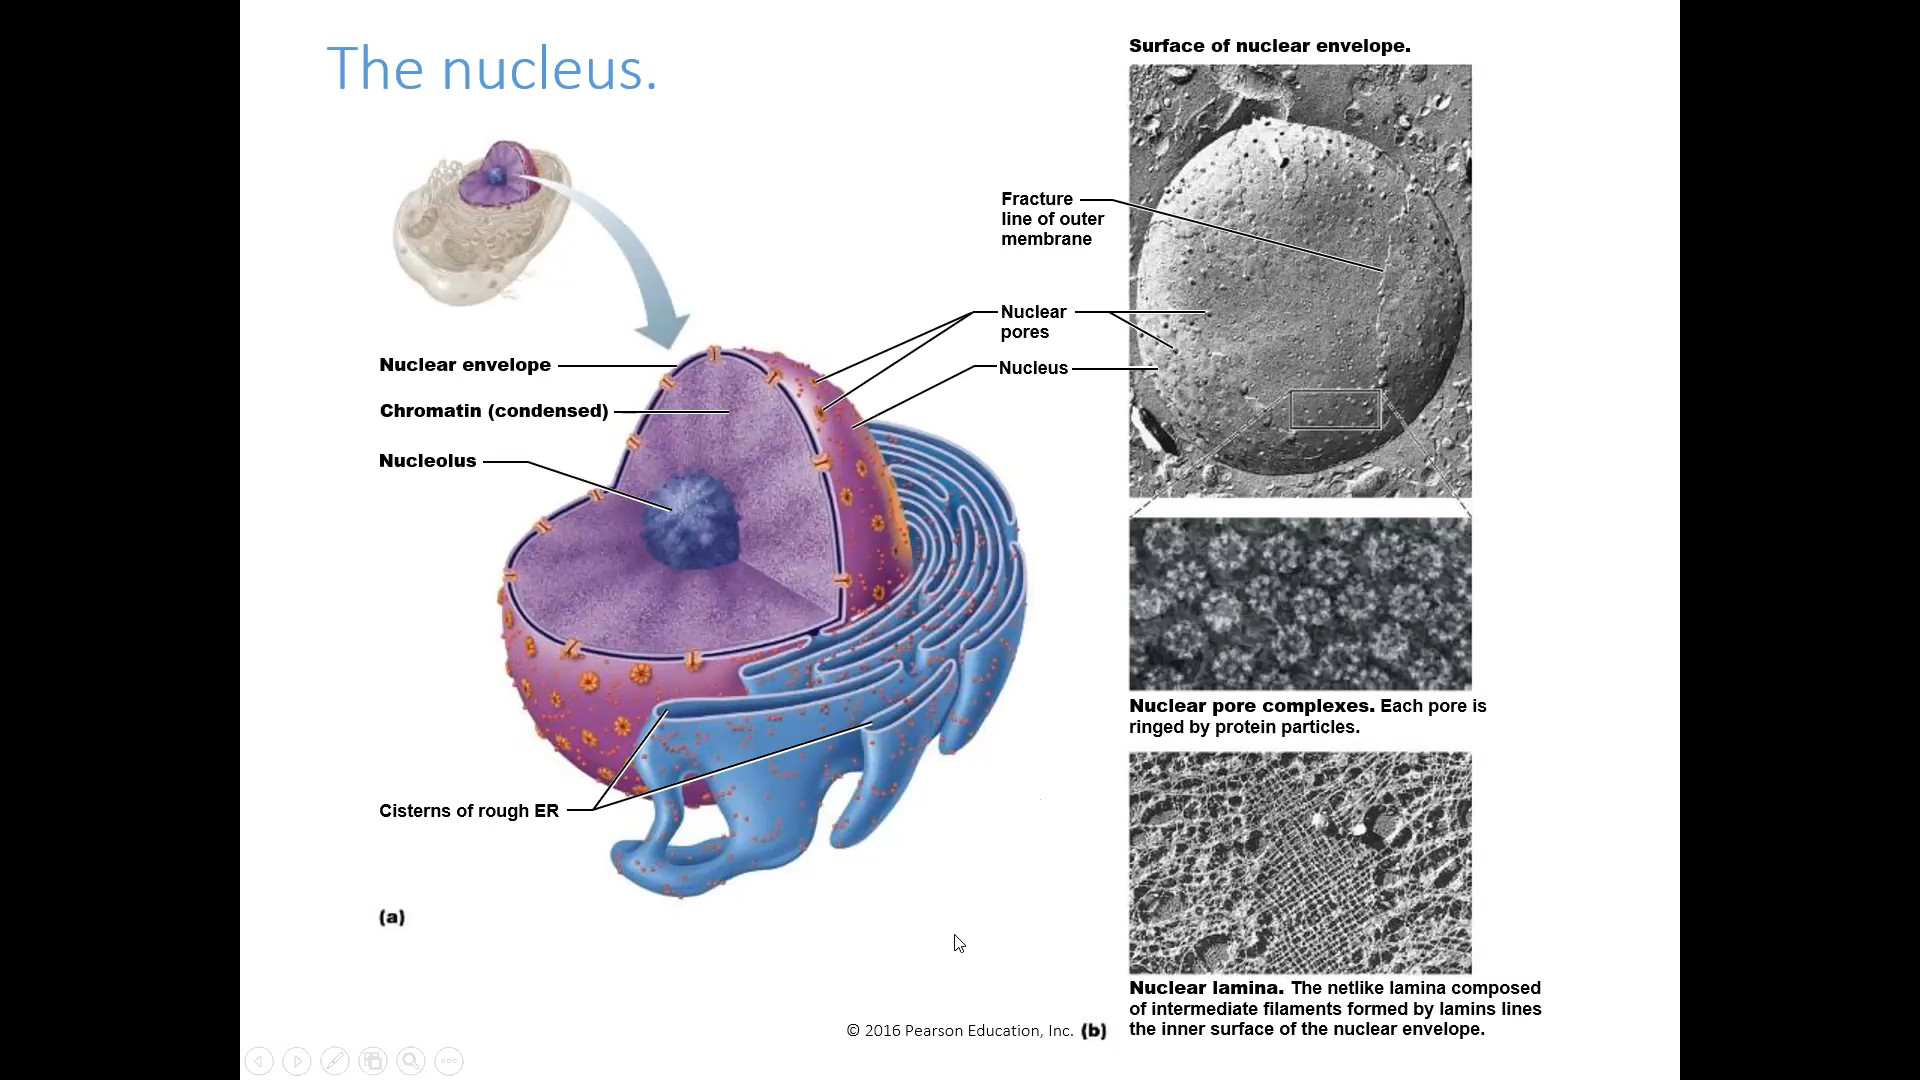 The nucleus.
Surface of nuclear envelope.
Fracture
line of outer
membrane
Nuclear
pores
Nucleus
Nuclear envelope
Chromatin (condensed)
Nucleolus
Cisterns of rough ER
(a)
Nuclear pore complexes. Each pore is
ringed by protein particles.
Nuclear lamina. The netlike lamina composed
of intermediate filaments formed by lamins lines
the inner surface of the nuclear envelope.
© 2016 Pearson Education, Inc.
(b)